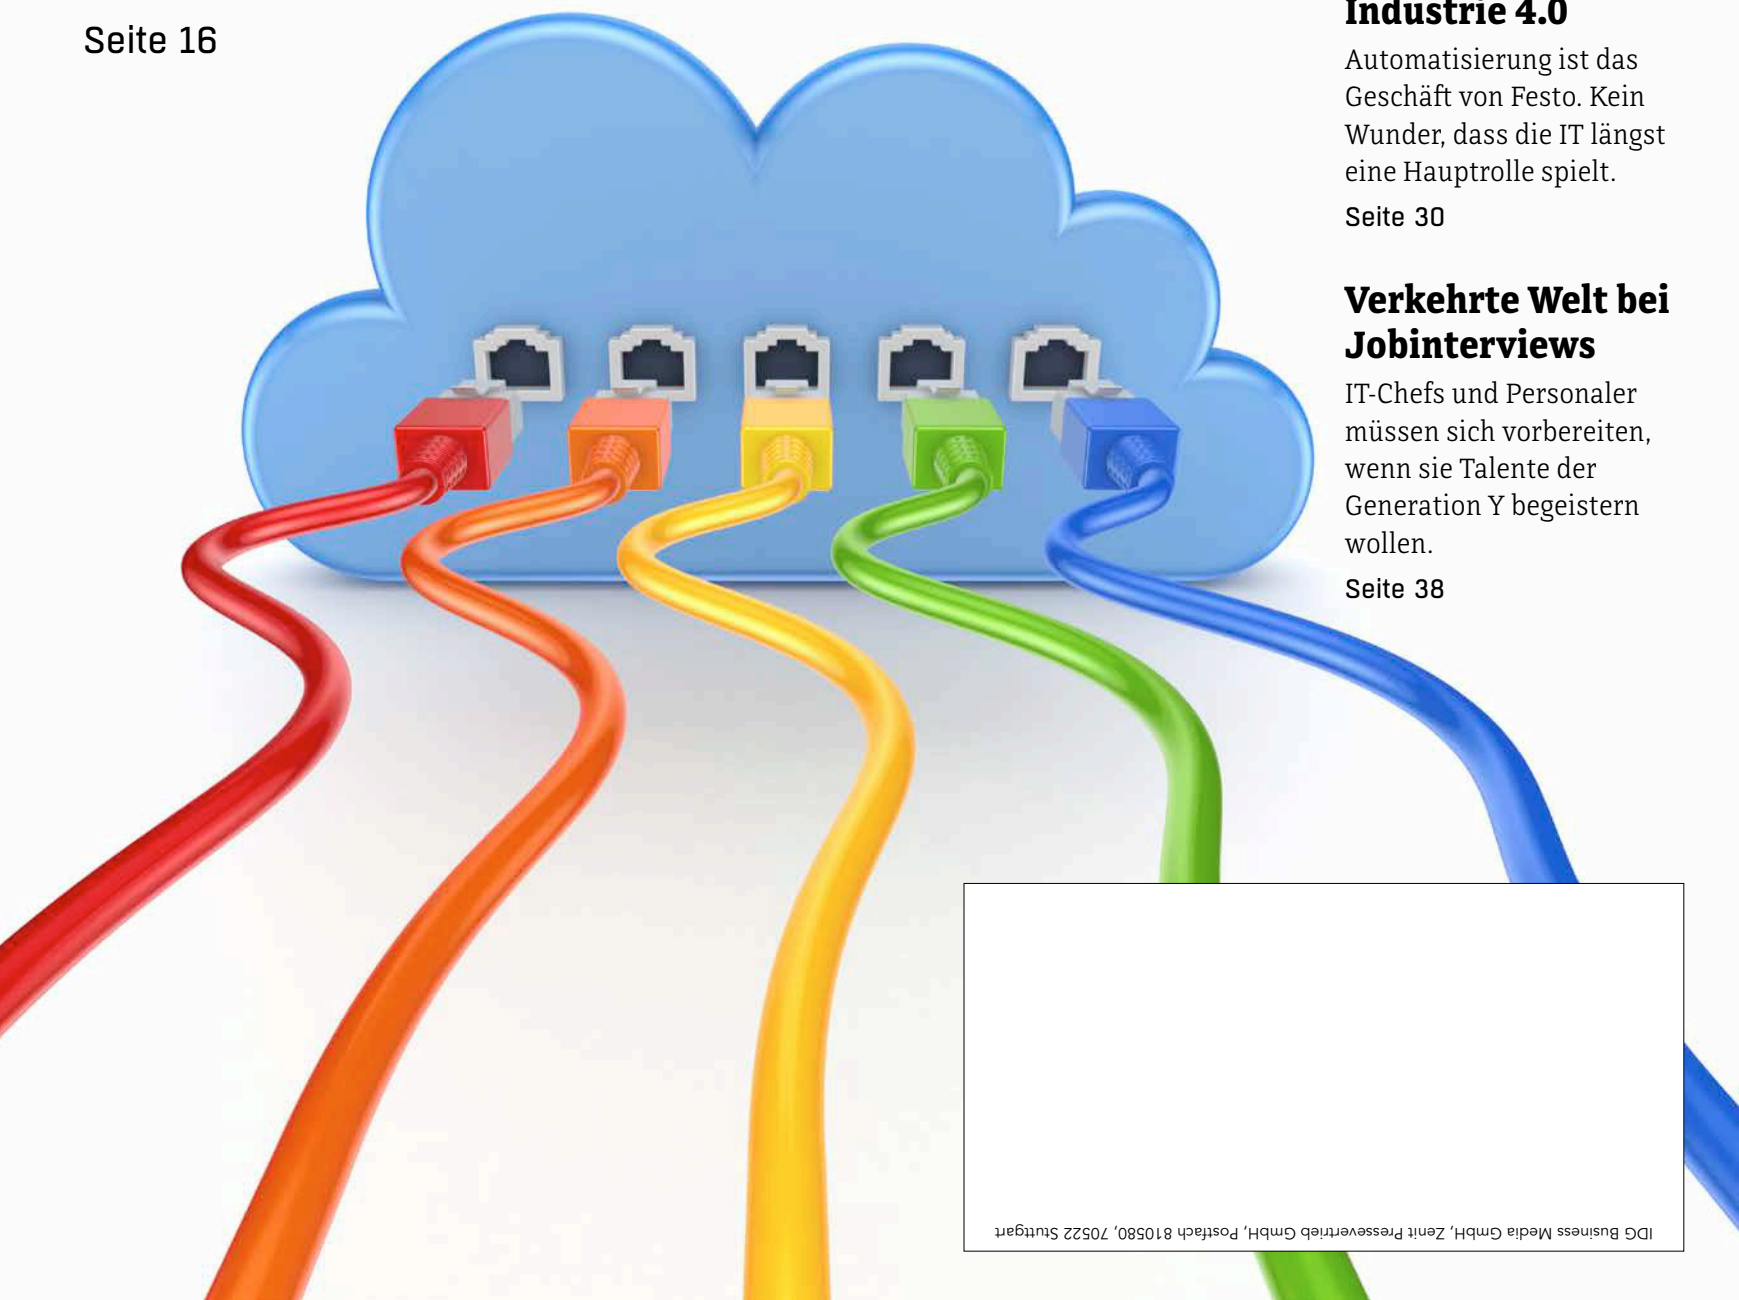 Seite 16
Industrie 4.0
Automatisierung ist das
Geschäft von Festo. Kein
Wunder, dass die IT längst
eine Hauptrolle spielt.
Seite 30
Verkehrte Welt bei
Jobinterviews
IT-Chefs und Personaler
müssen sich vorbereiten,
wenn sie Talente der
Generation Y begeistern
wollen.
Seite 38
IDG Business Media GmbH, Zenit Pressevertrieb GmbH, Postfach 810580, 70522 Stuttgart